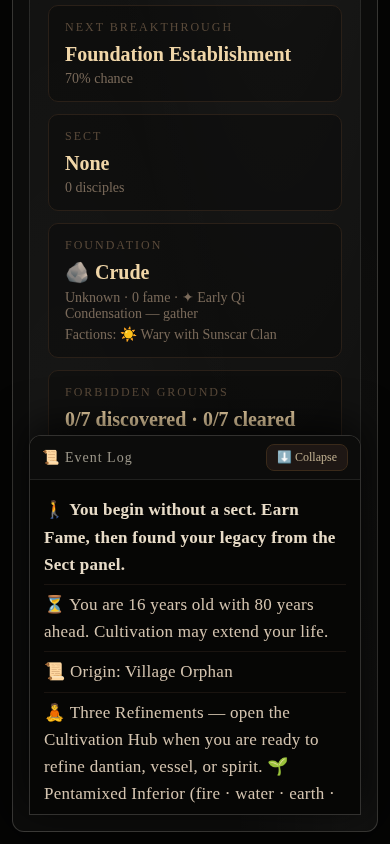 NEXT BREAKTHROUGH
Foundation Establishment
70% chance
SECT
None
0 disciples
FOUNDATION
🪨 Crude
Unknown · 0 fame · ✦ Early Qi
Condensation — gather
Factions: ☀️ Wary with Sunscar Clan
FORBIDDEN GROUNDS
0/7 discovered · 0/7 cleared
📜 Event Log
⬇️ Collapse
🚶 You begin without a sect. Earn
Fame, then found your legacy from the
Sect panel.
⏳ You are 16 years old with 80 years
ahead. Cultivation may extend your life.
📜 Origin: Village Orphan
🧘 Three Refinements — open the
Cultivation Hub when you are ready to
refine dantian, vessel, or spirit. 🌱
Pentamixed Inferior (fire · water · earth ·